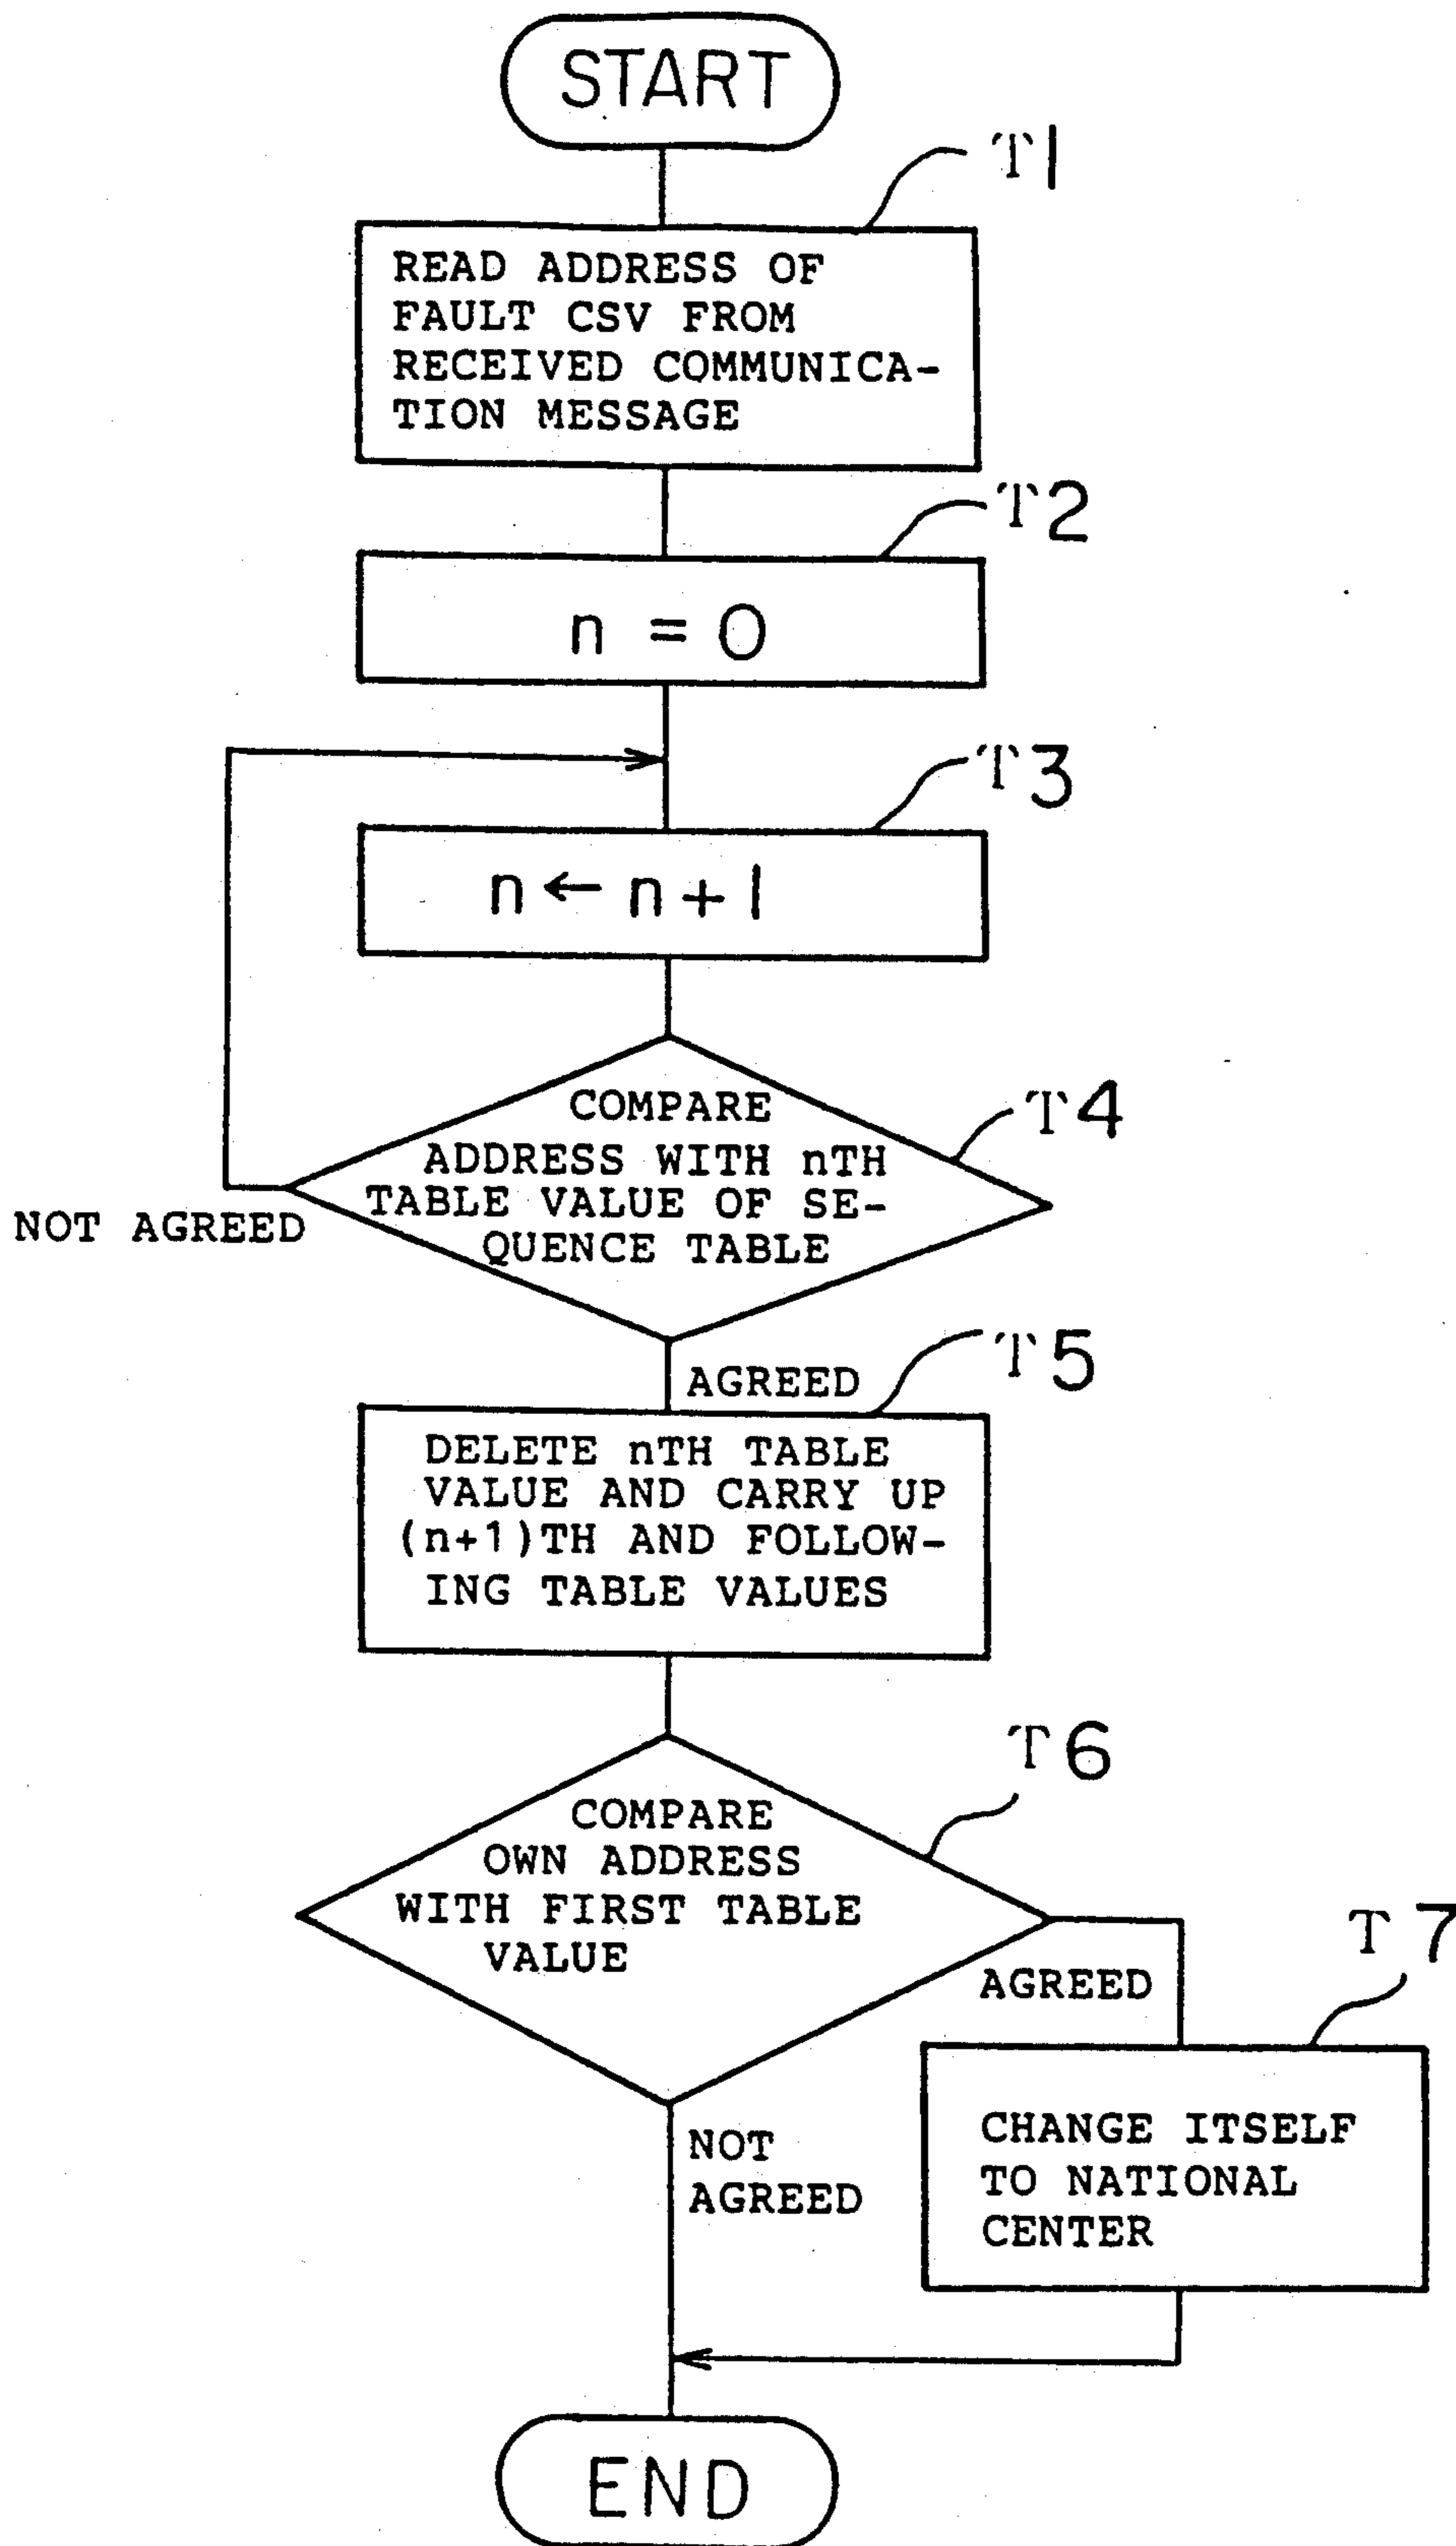 START
T1
READ ADDRESS OF
FAULT CSV FROM
RECEIVED COMMUNICA-
TION MESSAGE
T2
n = 0
T3
n ← n + 1
T4
COMPARE
ADDRESS WITH nTH
TABLE VALUE OF SE-
QUENCE TABLE
NOT AGREED
AGREED
T5
DELETE nTH TABLE
VALUE AND CARRY UP
(n+1)TH AND FOLLOW-
ING TABLE VALUES
T6
COMPARE
OWN ADDRESS
WITH FIRST TABLE
VALUE
AGREED
T7
NOT
AGREED
CHANGE ITSELF
TO NATIONAL
CENTER
END